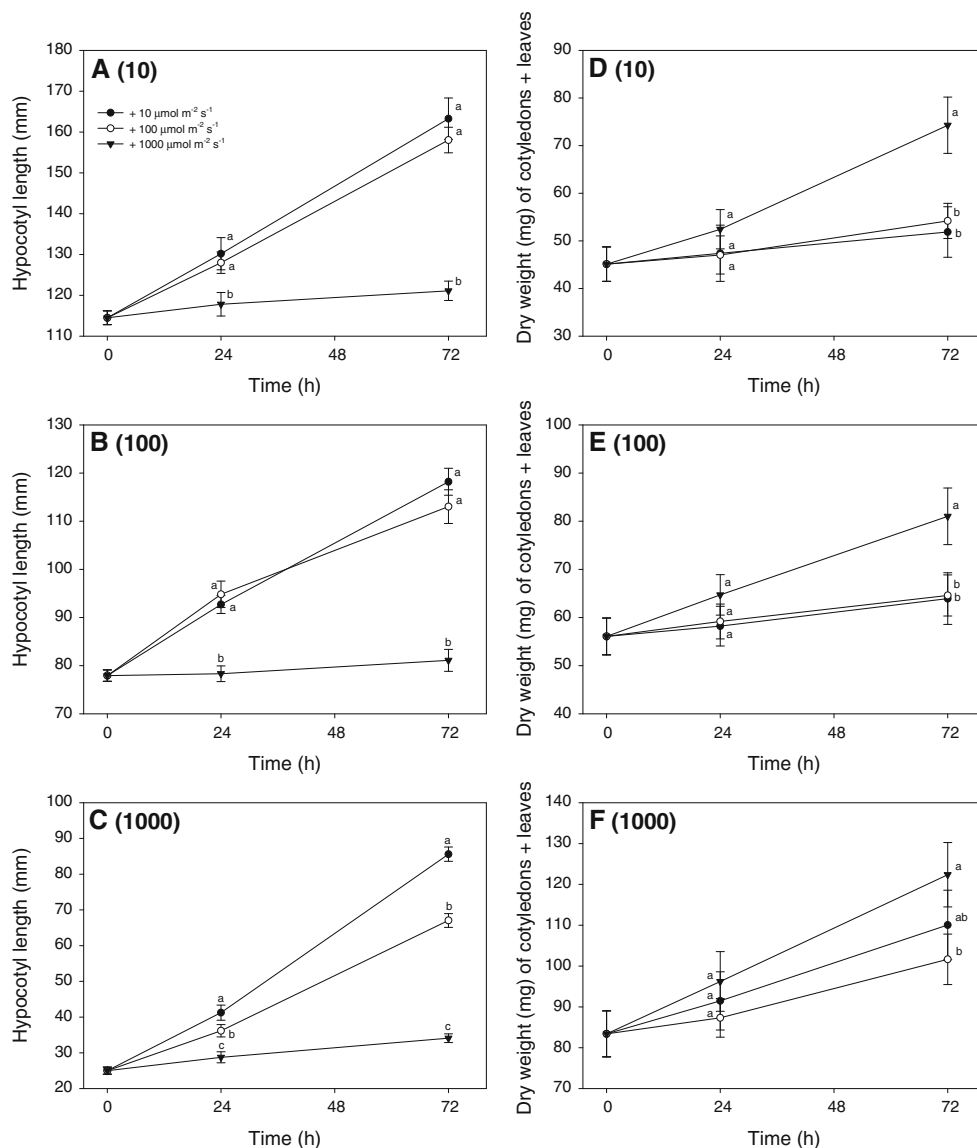 A (10)
+ 10 µmol m⁻² s⁻¹
+ 100 µmol m⁻² s⁻¹
+ 1000 µmol m⁻² s⁻¹
Hypocotyl length (mm)
180
170
160
150
140
130
120
110
a
a
a
a
b
b
0
24
48
72
Time (h)
D (10)
Dry weight (mg) of cotyledons + leaves
90
80
70
60
50
40
30
a
a
a
a
b
b
0
24
48
72
Time (h)
B (100)
Hypocotyl length (mm)
130
120
110
100
90
80
70
a
a
b
a
a
b
0
24
48
72
Time (h)
E (100)
Dry weight (mg) of cotyledons + leaves
100
90
80
70
60
50
40
a
a
a
a
b
b
0
24
48
72
Time (h)
C (1000)
Hypocotyl length (mm)
100
90
80
70
60
50
40
30
20
a
b
c
a
b
c
0
24
48
72
Time (h)
F (1000)
Dry weight (mg) of cotyledons + leaves
140
130
120
110
100
90
80
70
a
a
a
a
ab
b
0
24
48
72
Time (h)